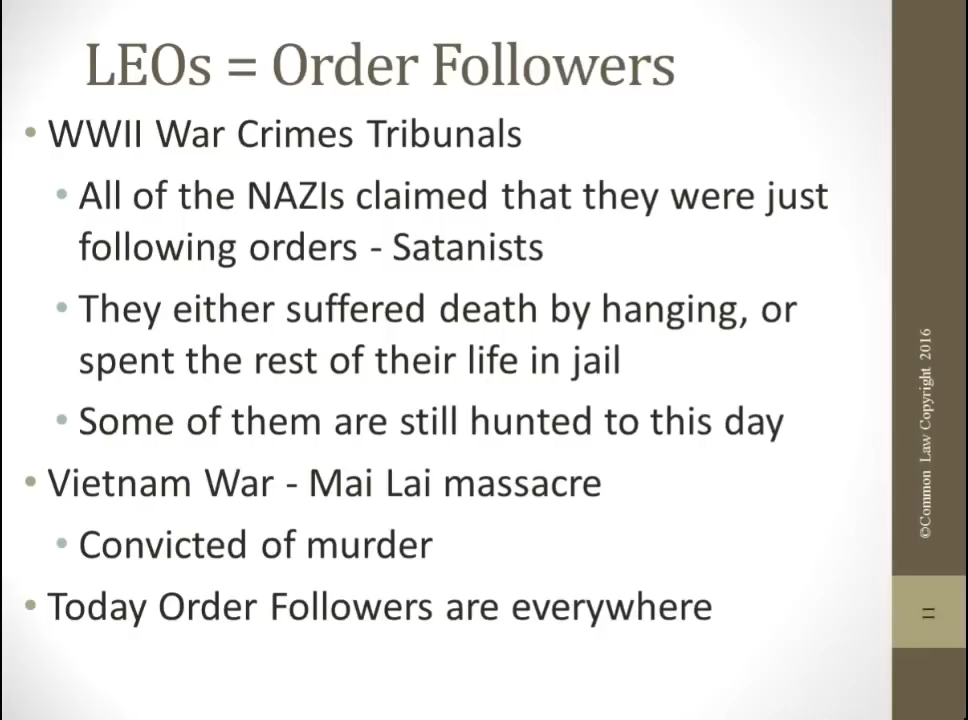 LEOs = Order Followers
• WWII War Crimes Tribunals
• All of the NAZIs claimed that they were just
following orders - Satanists
• They either suffered death by hanging, or
spent the rest of their life in jail
• Some of them are still hunted to this day
• Vietnam War - Mai Lai massacre
• Convicted of murder
• Today Order Followers are everywhere
©Common Law Copyright 2016
11